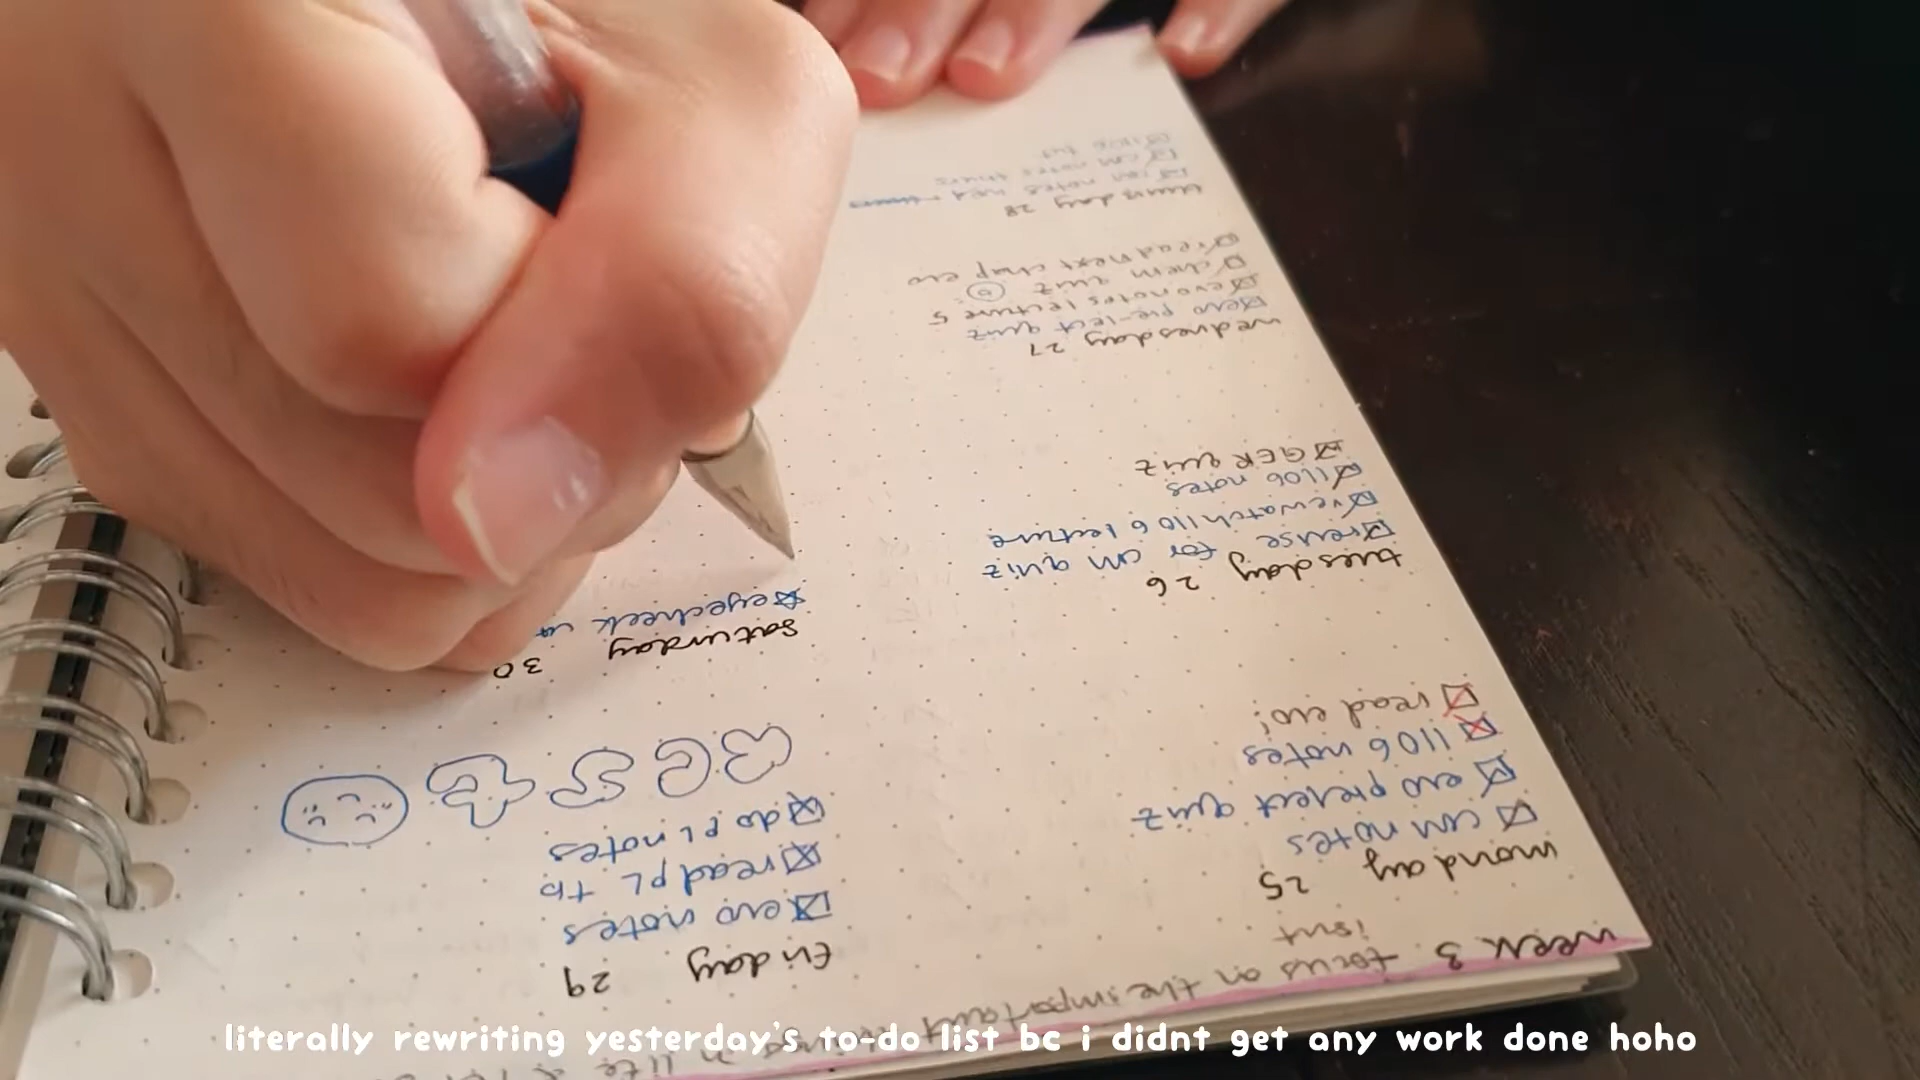 week 3 focus on the important
isnt
monday 25
cm notes
evo prelect quiz
1106 notes
read evo!
tuesday 26
revise for cm quiz
rewatch 1106 lecture
1106 notes
GER quiz
wednesday 27
evo pre-lect quiz
evo notes lecture 5
chem quiz 6
read next chap evo
thursday 28
cm notes
friday 29
evo notes
read PL tb
do PL notes
saturday 30
eyecheck
literally rewriting yesterday's to-do list bc i didnt get any work done hoho